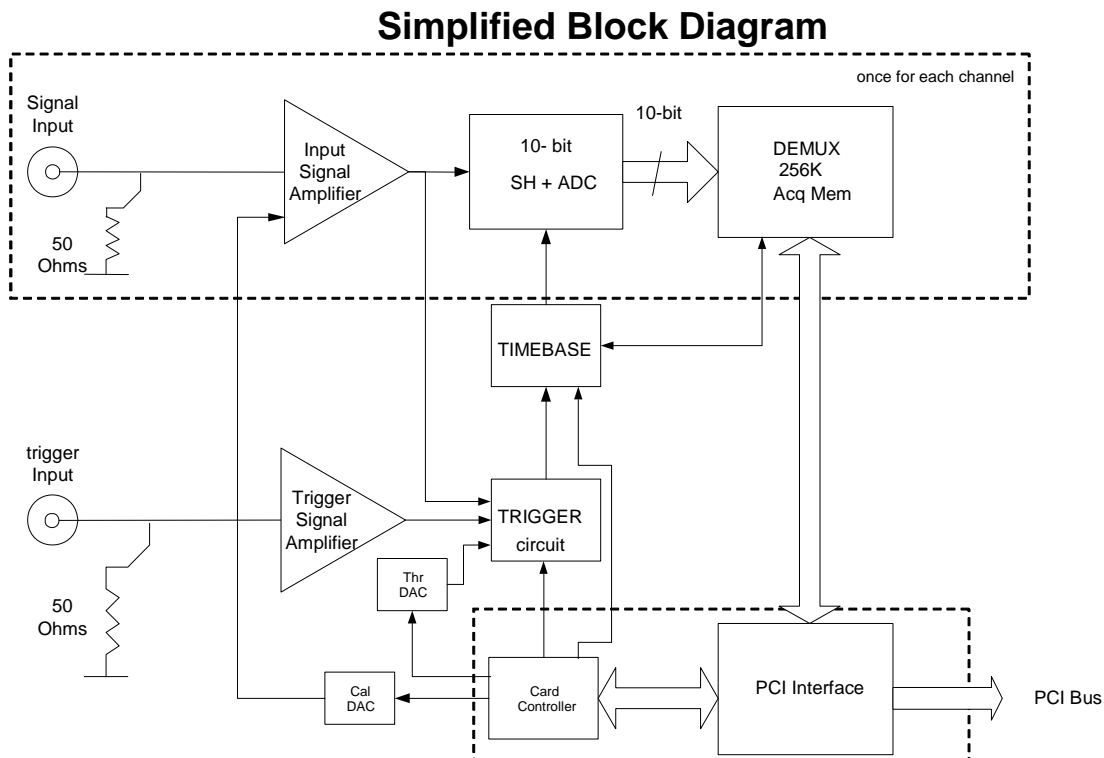 Simplified Block Diagram
once for each channel
Signal
Input
Input
Signal
Amplifier
10- bit
SH + ADC
10-bit
DEMUX
256K
Acq Mem
50
Ohms
TIMEBASE
trigger
Input
Trigger
Signal
Amplifier
TRIGGER
circuit
Thr
DAC
50
Ohms
Cal
DAC
Card
Controller
PCI Interface
PCI Bus